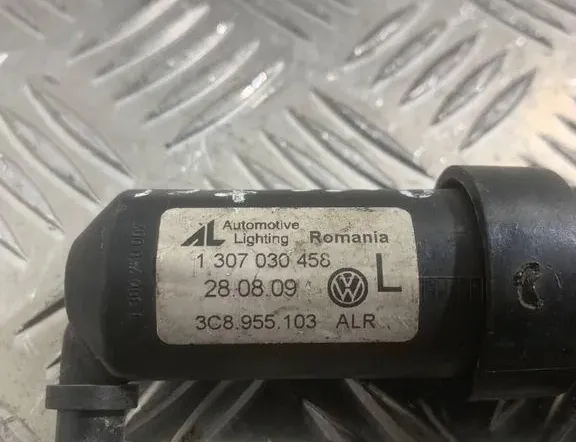 AL Automotive Lighting Romania
1 307 030 458
28.08.09 L
3C8.955.103 ALR